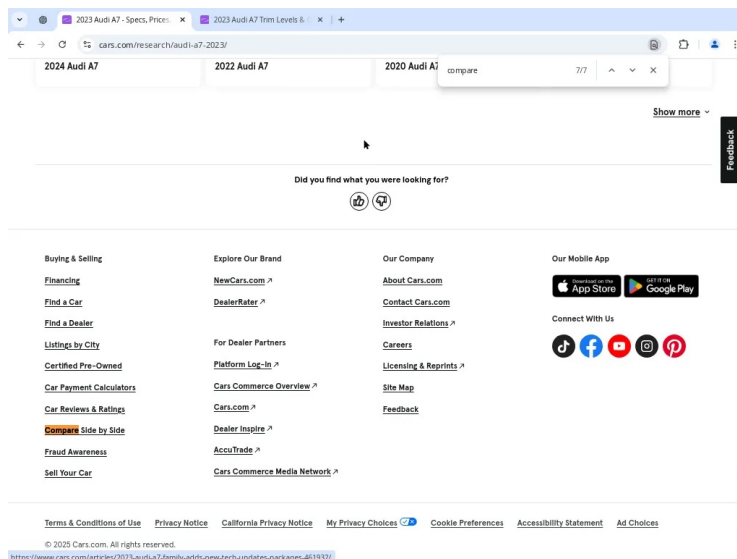 2023 Audi A7 - Specs, Prices,
2023 Audi A7 Trim Levels &
cars.com/research/audi-a7-2023/
compare
7/7
2024 Audi A7
2022 Audi A7
2020 Audi A7
Show more
Feedback
Did you find what you were looking for?
Buying & Selling
Financing
Find a Car
Find a Dealer
Listings by City
Certified Pre-Owned
Car Payment Calculators
Car Reviews & Ratings
Compare Side by Side
Fraud Awareness
Sell Your Car
Explore Our Brand
NewCars.com
DealerRater
For Dealer Partners
Platform Log-In
Cars Commerce Overview
Cars.com
Dealer Inspire
AccuTrade
Cars Commerce Media Network
Our Company
About Cars.com
Contact Cars.com
Investor Relations
Careers
Licensing & Reprints
Site Map
Feedback
Our Mobile App
Download on the
App Store
GET IT ON
Google Play
Connect With Us
Terms & Conditions of Use
Privacy Notice
California Privacy Notice
My Privacy Choices
Cookie Preferences
Accessibility Statement
Ad Choices
© 2025 Cars.com. All rights reserved.
https://www.cars.com/articles/2023-audi-a7-family-adds-new-tech-updates-packages-461932/